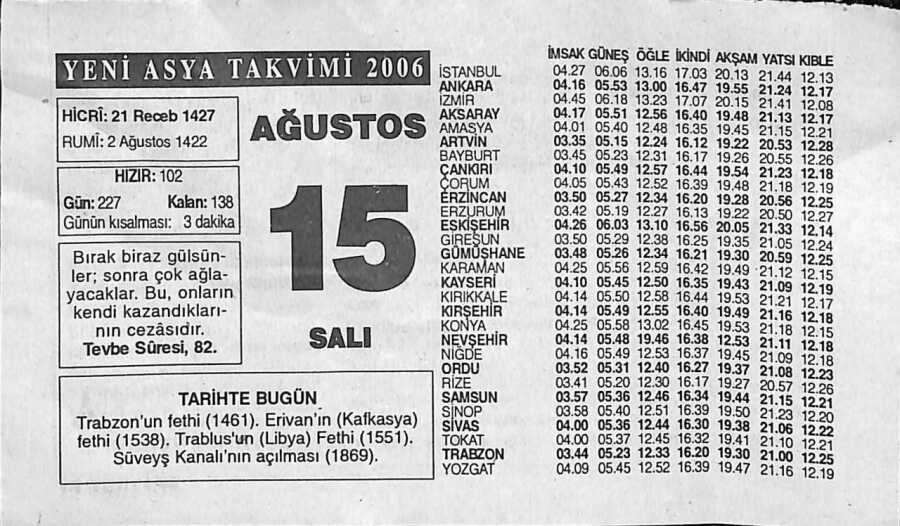 YENİ ASYA TAKVİMİ 2006
HİCRÎ: 21 Receb 1427
RUMÎ: 2 Ağustos 1422
HIZIR: 102
Gün: 227 Kalan: 138
Günün kısalması: 3 dakika
Bırak biraz gülsün-
ler; sonra çok ağla-
yacaklar. Bu, onların
kendi kazandıkları-
nın cezâsıdır.
Tevbe Sûresi, 82.
AĞUSTOS
15
SALI
TARİHTE BUGÜN
Trabzon'un fethi (1461). Erivan'ın (Kafkasya)
fethi (1538). Trablus'un (Libya) Fethi (1551).
Süveyş Kanalı'nın açılması (1869).
İMSAK GÜNEŞ ÖĞLE İKİNDİ AKŞAM YATSI KIBLE
İSTANBUL 04.27 06.06 13.16 17.03 20.13 21.44 12.13
ANKARA 04.16 05.53 13.00 16.47 19.55 21.24 12.17
İZMİR 04.45 06.18 13.23 17.07 20.15 21.41 12.08
AKSARAY 04.17 05.51 12.56 16.40 19.48 21.13 12.17
AMASYA 04.01 05.40 12.48 16.35 19.45 21.15 12.21
ARTVİN 03.35 05.15 12.24 16.12 19.22 20.53 12.28
BAYBURT 03.45 05.23 12.31 16.17 19.26 20.55 12.26
ÇANKIRI 04.10 05.49 12.57 16.44 19.54 21.23 12.18
ÇORUM 04.05 05.43 12.52 16.39 19.48 21.18 12.19
ERZİNCAN 03.50 05.27 12.34 16.20 19.28 20.56 12.25
ERZURUM 03.42 05.19 12.27 16.13 19.22 20.50 12.27
ESKİŞEHİR 04.26 06.03 13.10 16.56 20.05 21.33 12.14
GİRESUN 03.50 05.29 12.38 16.25 19.35 21.05 12.24
GÜMÜŞHANE 03.48 05.26 12.34 16.21 19.30 20.59 12.25
KARAMAN 04.25 05.56 12.59 16.42 19.49 21.12 12.15
KAYSERİ 04.10 05.45 12.50 16.35 19.43 21.09 12.19
KIRIKKALE 04.14 05.50 12.58 16.44 19.53 21.21 12.17
KIRŞEHİR 04.14 05.49 12.55 16.40 19.49 21.16 12.18
KONYA 04.25 05.58 13.02 16.45 19.53 21.18 12.15
NEVŞEHİR 04.14 05.48 19.46 16.38 12.53 21.11 12.18
NİĞDE 04.16 05.49 12.53 16.37 19.45 21.09 12.18
ORDU 03.52 05.31 12.40 16.27 19.37 21.08 12.23
RİZE 03.41 05.20 12.30 16.17 19.27 20.57 12.26
SAMSUN 03.57 05.36 12.46 16.34 19.44 21.15 12.21
SİNOP 03.58 05.40 12.51 16.39 19.50 21.23 12.20
SİVAS 04.00 05.36 12.44 16.30 19.38 21.06 12.22
TOKAT 04.00 05.37 12.45 16.32 19.41 21.10 12.21
TRABZON 03.44 05.23 12.33 16.20 19.30 21.00 12.25
YOZGAT 04.09 05.45 12.52 16.39 19.47 21.16 12.19